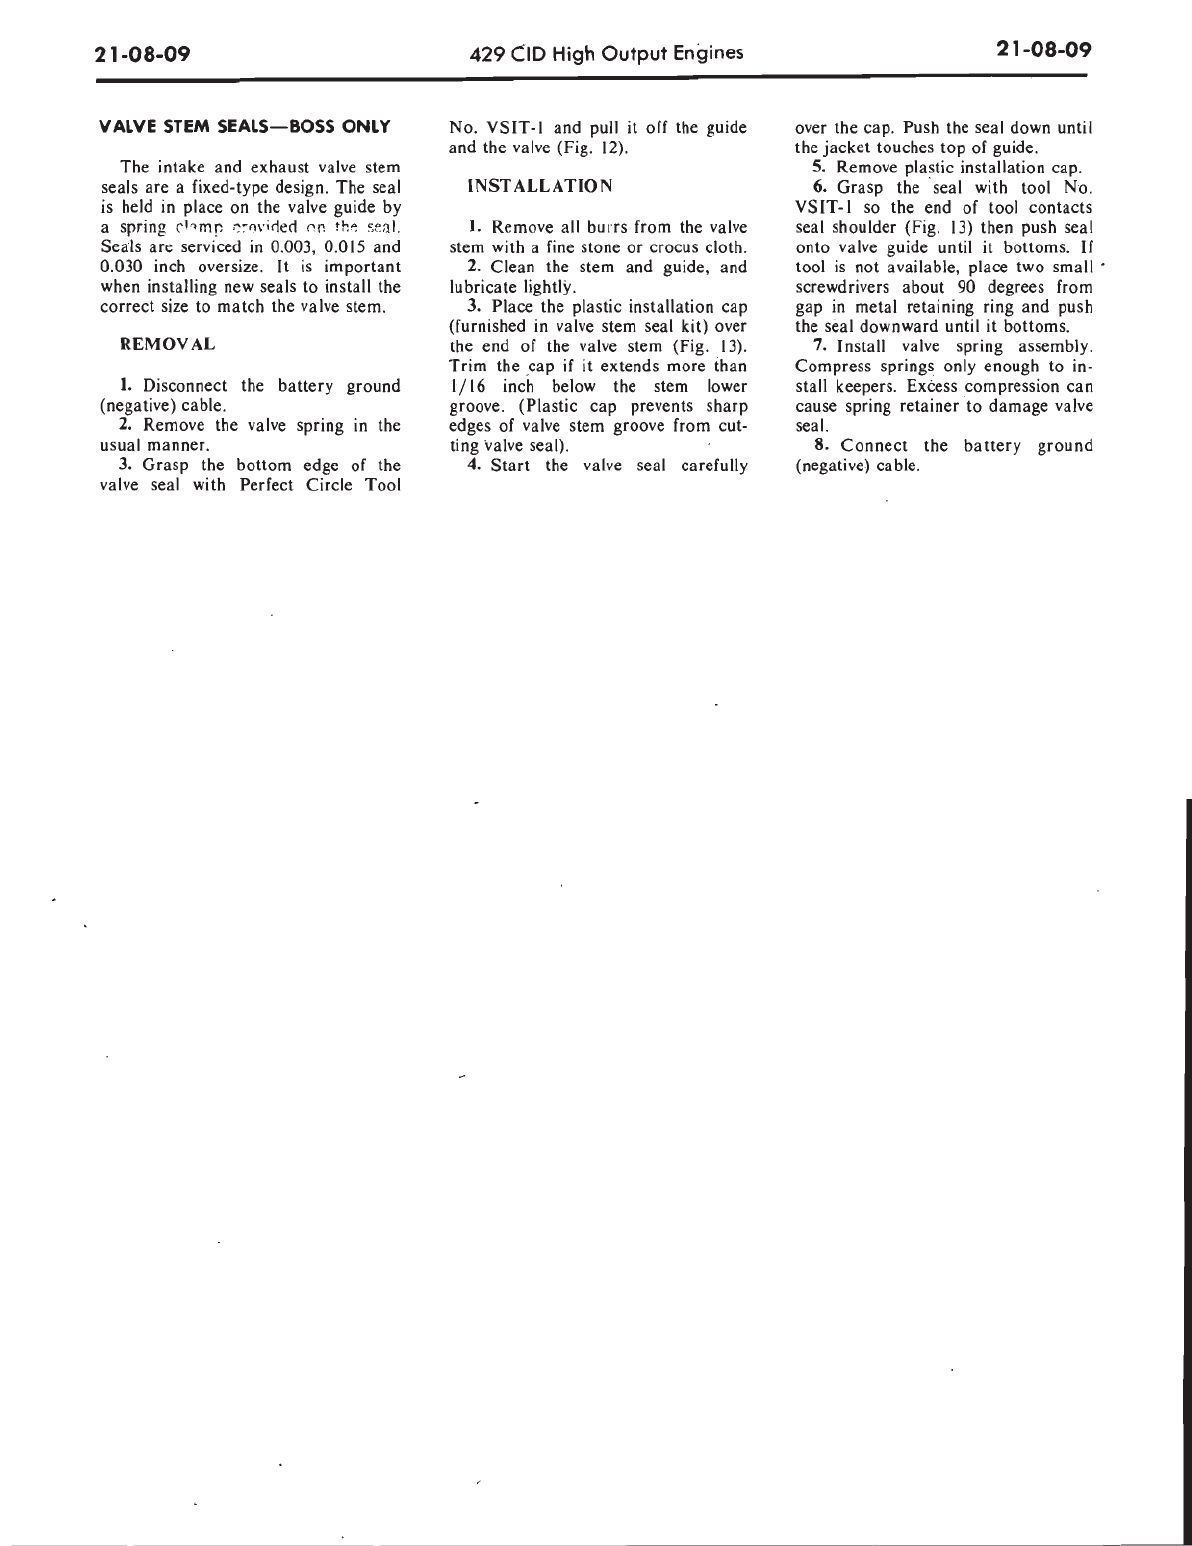 21-08-09
429 CID High Output Engines
21-08-09
VALVE STEM SEALS—BOSS ONLY
The intake and exhaust valve stem
seals are a fixed-type design. The seal
is held in place on the valve guide by
a spring clamp provided on the seal.
Seals are serviced in 0.003, 0.015 and
0.030 inch oversize. It is important
when installing new seals to install the
correct size to match the valve stem.
REMOVAL
1. Disconnect the battery ground
(negative) cable.
2. Remove the valve spring in the
usual manner.
3. Grasp the bottom edge of the
valve seal with Perfect Circle Tool
No. VSIT-1 and pull it off the guide
and the valve (Fig. 12).
INSTALLATION
1. Remove all burrs from the valve
stem with a fine stone or crocus cloth.
2. Clean the stem and guide, and
lubricate lightly.
3. Place the plastic installation cap
(furnished in valve stem seal kit) over
the end of the valve stem (Fig. 13).
Trim the cap if it extends more than
1/16 inch below the stem lower
groove. (Plastic cap prevents sharp
edges of valve stem groove from cut-
ting valve seal).
4. Start the valve seal carefully
over the cap. Push the seal down until
the jacket touches top of guide.
5. Remove plastic installation cap.
6. Grasp the seal with tool No.
VSIT-1 so the end of tool contacts
seal shoulder (Fig. 13) then push seal
onto valve guide until it bottoms. If
tool is not available, place two small
screwdrivers about 90 degrees from
gap in metal retaining ring and push
the seal downward until it bottoms.
7. Install valve spring assembly.
Compress springs only enough to in-
stall keepers. Excess compression can
cause spring retainer to damage valve
seal.
8. Connect the battery ground
(negative) cable.